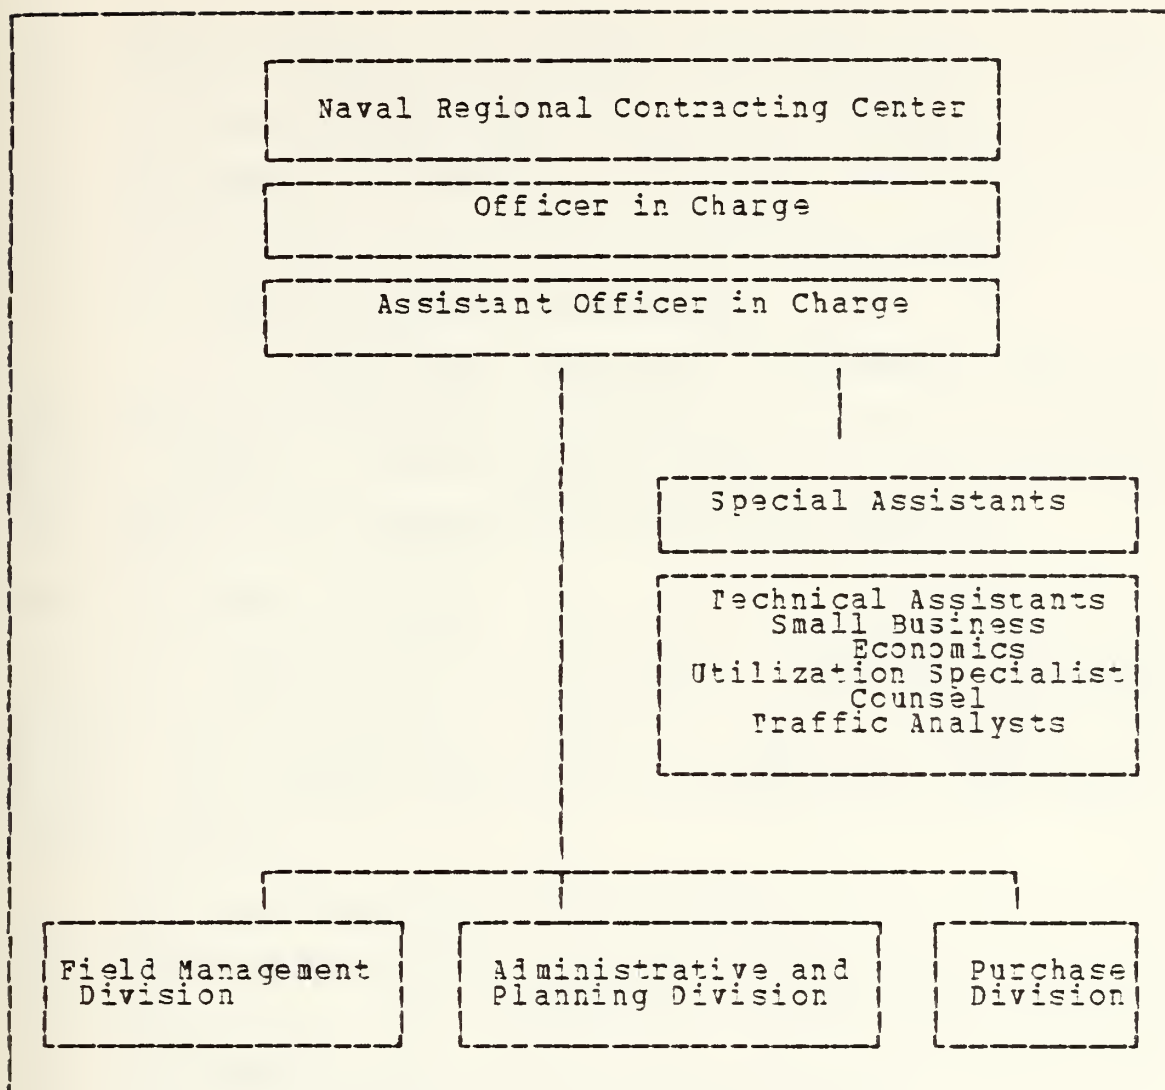 Naval Regional Contracting Center
Officer in Charge
Assistant Officer in Charge
Special Assistants
Technical Assistants
Small Business
Economics
Utilization Specialist
Counsel
Traffic Analysts
Field Management
Division
Administrative and
Planning Division
Purchase
Division